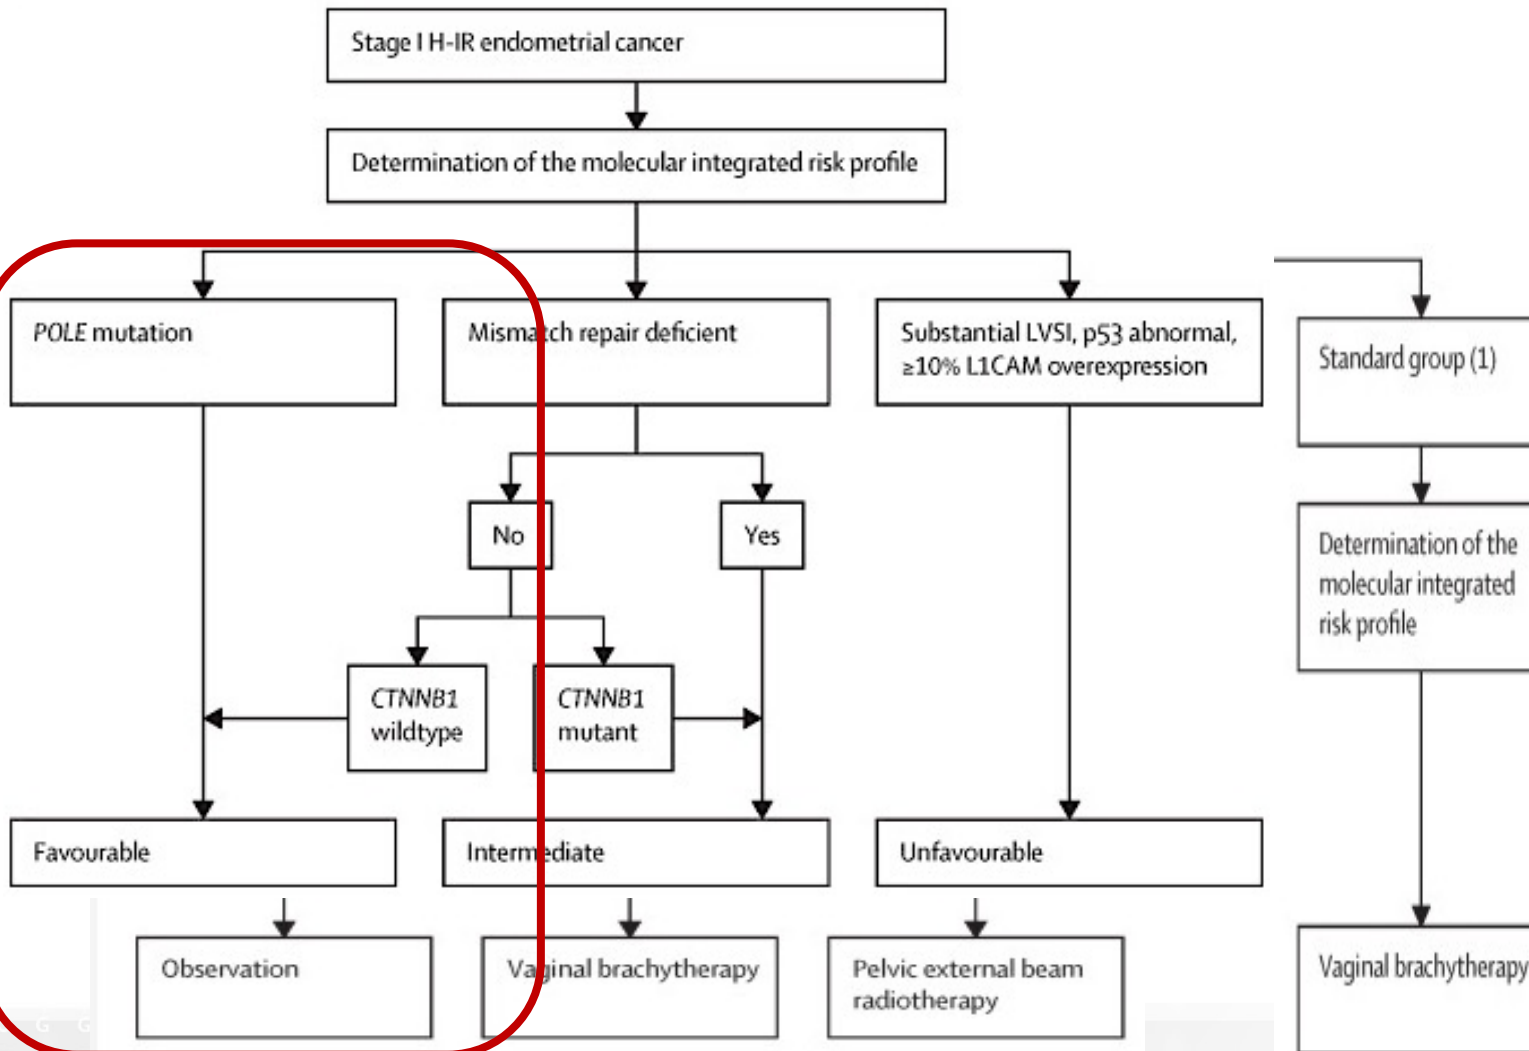 Stage I H-IR endometrial cancer
Determination of the molecular integrated risk profile
POLE mutation
Mismatch repair deficient
Substantial LVSI, p53 abnormal,
≥10% L1CAM overexpression
Standard group (1)
No
Yes
Determination of the
molecular integrated
risk profile
CTNNB1
wildtype
CTNNB1
mutant
Favourable
Intermediate
Unfavourable
Observation
Vaginal brachytherapy
Pelvic external beam
radiotherapy
Vaginal brachytherapy
G G